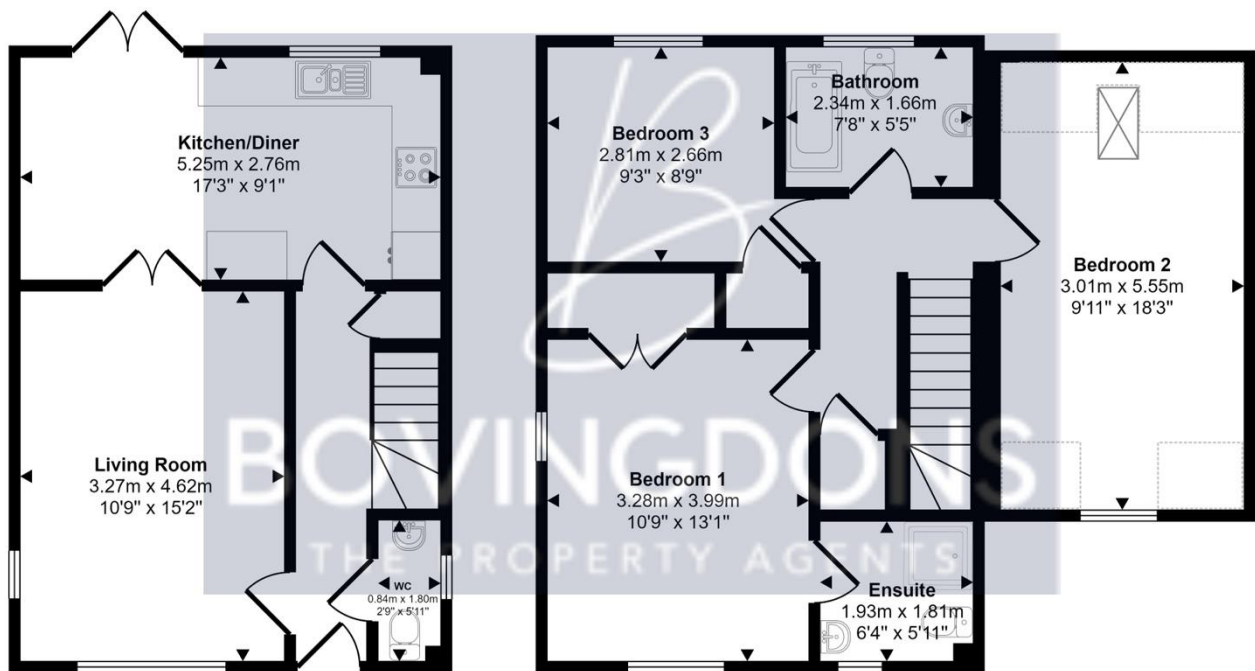 Kitchen/Diner
5.25m x 2.76m
17'3" x 9'1"
Living Room
3.27m x 4.62m
10'9" x 15'2"
WC
0.84m x 1.80m
2'9" x 5'11"
Bedroom 3
2.81m x 2.66m
9'3" x 8'9"
Bathroom
2.34m x 1.66m
7'8" x 5'5"
Bedroom 2
3.01m x 5.55m
9'11" x 18'3"
Bedroom 1
3.28m x 3.99m
10'9" x 13'1"
Ensuite
1.93m x 1.81m
6'4" x 5'11"
B
BOVINGDONS
THE PROPERTY AGENTS